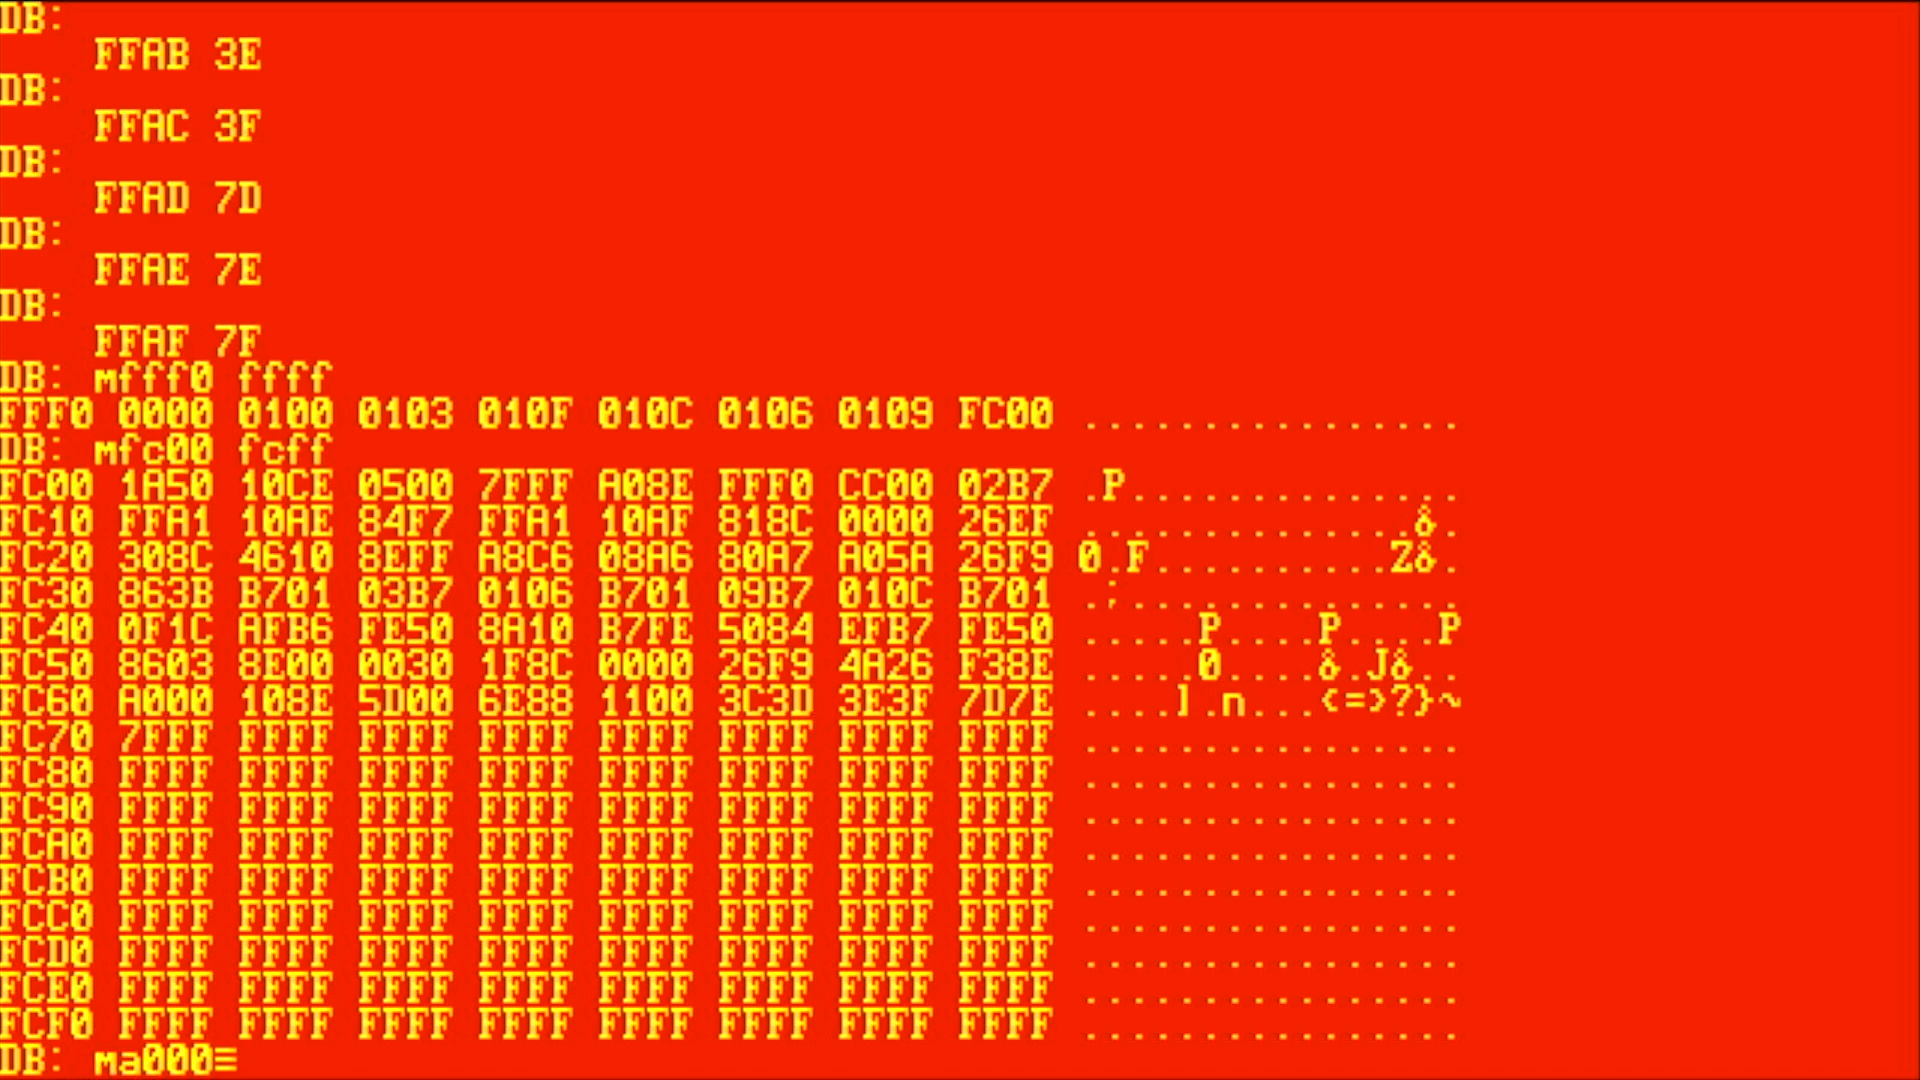 DB:
    FFAB 3E
DB:
    FFAC 3F
DB:
    FFAD 7D
DB:
    FFAE 7E
DB:
    FFAF 7F
DB: mfff0 ffff
FFF0 0000 0100 0103 010F 010C 0106 0109 FC00 ................
DB: mfc00 fcff
FC00 1A50 10CE 0500 7FFF A08E FFF0 CC00 02B7 .P..............
FC10 FFA1 10AE 84F7 FFA1 10AF 818C 0000 26EF ..............&.
FC20 308C 4610 8EFF A8C6 08A6 80A7 A05A 26F9 0.F..........Z&.
FC30 863B B701 03B7 0106 B701 09B7 010C B701 .;..............
FC40 0F1C AFB6 FE50 8A10 B7FE 5084 EFB7 FE50 .....P....P....P
FC50 8603 8E00 0030 1F8C 0000 26F9 4A26 F38E .....0....&.J&..
FC60 A000 108E 5D00 6E88 1100 3C3D 3E3F 7D7E ....].n...<=>?}~
FC70 7FFF FFFF FFFF FFFF FFFF FFFF FFFF FFFF ................
FC80 FFFF FFFF FFFF FFFF FFFF FFFF FFFF FFFF ................
FC90 FFFF FFFF FFFF FFFF FFFF FFFF FFFF FFFF ................
FCA0 FFFF FFFF FFFF FFFF FFFF FFFF FFFF FFFF ................
FCB0 FFFF FFFF FFFF FFFF FFFF FFFF FFFF FFFF ................
FCC0 FFFF FFFF FFFF FFFF FFFF FFFF FFFF FFFF ................
FCD0 FFFF FFFF FFFF FFFF FFFF FFFF FFFF FFFF ................
FCE0 FFFF FFFF FFFF FFFF FFFF FFFF FFFF FFFF ................
FCF0 FFFF FFFF FFFF FFFF FFFF FFFF FFFF FFFF ................
DB: ma000≡